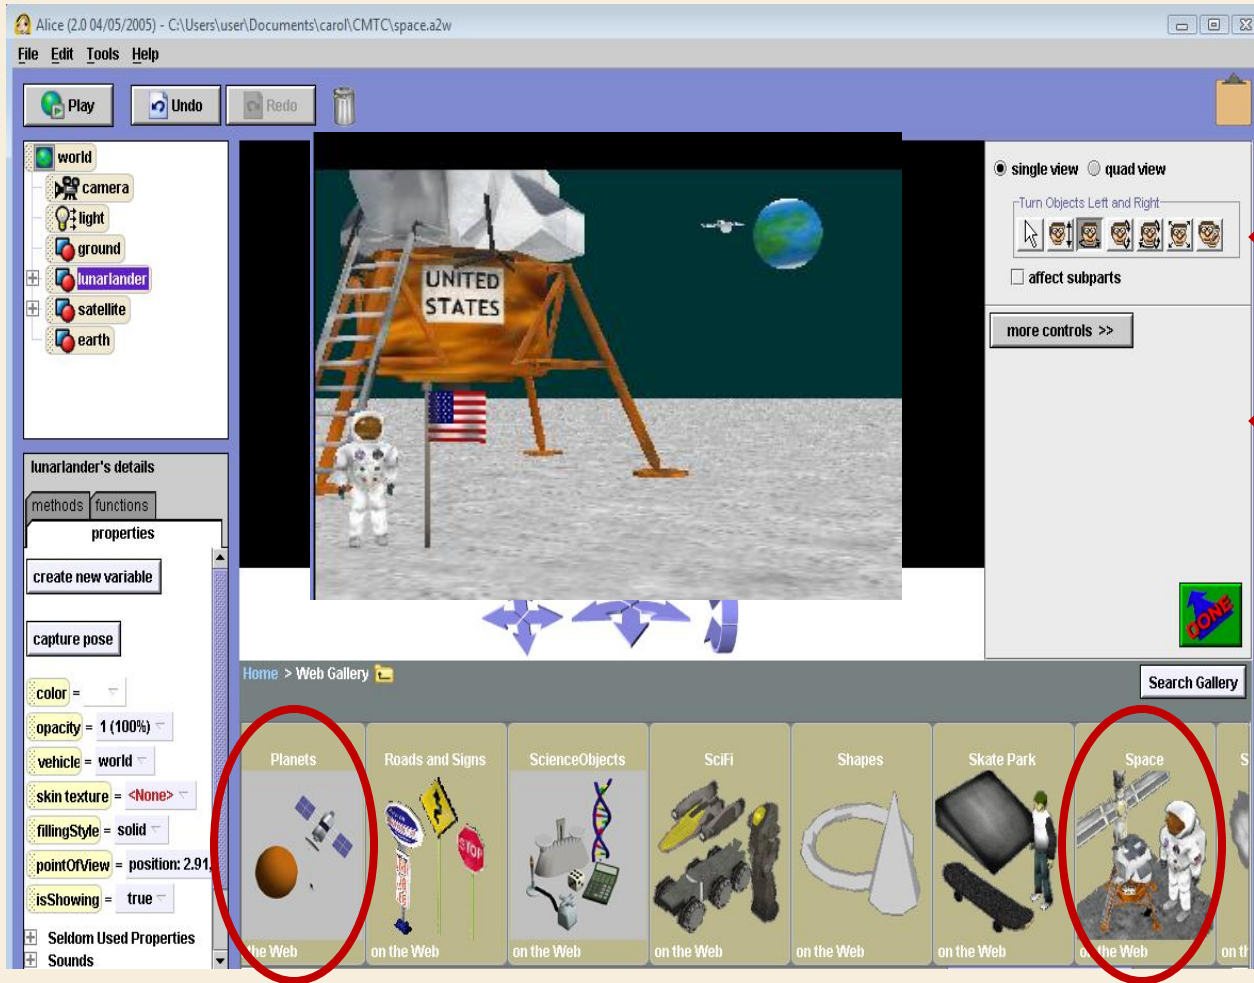 Alice (2.0 04/05/2005) - C:\Users\user\Documents\carol\CMTC\space.a2w
File Edit Tools Help
Play Undo Redo
world
camera
light
ground
lunarlander
satellite
earth
UNITED
STATES
single view quad view
Turn Objects Left and Right
affect subparts
more controls >>
DONE
lunarlander's details
methods functions
properties
create new variable
capture pose
color =
opacity = 1 (100%)
vehicle = world
skin texture = <None>
fillingStyle = solid
pointOfView = position: 2.91,
isShowing = true
Seldom Used Properties
Sounds
Home > Web Gallery
Search Gallery
Planets Roads and Signs ScienceObjects SciFi Shapes Skate Park Space S
STOP
the Web on the Web on the Web on the Web on the Web on the Web on the Web on t